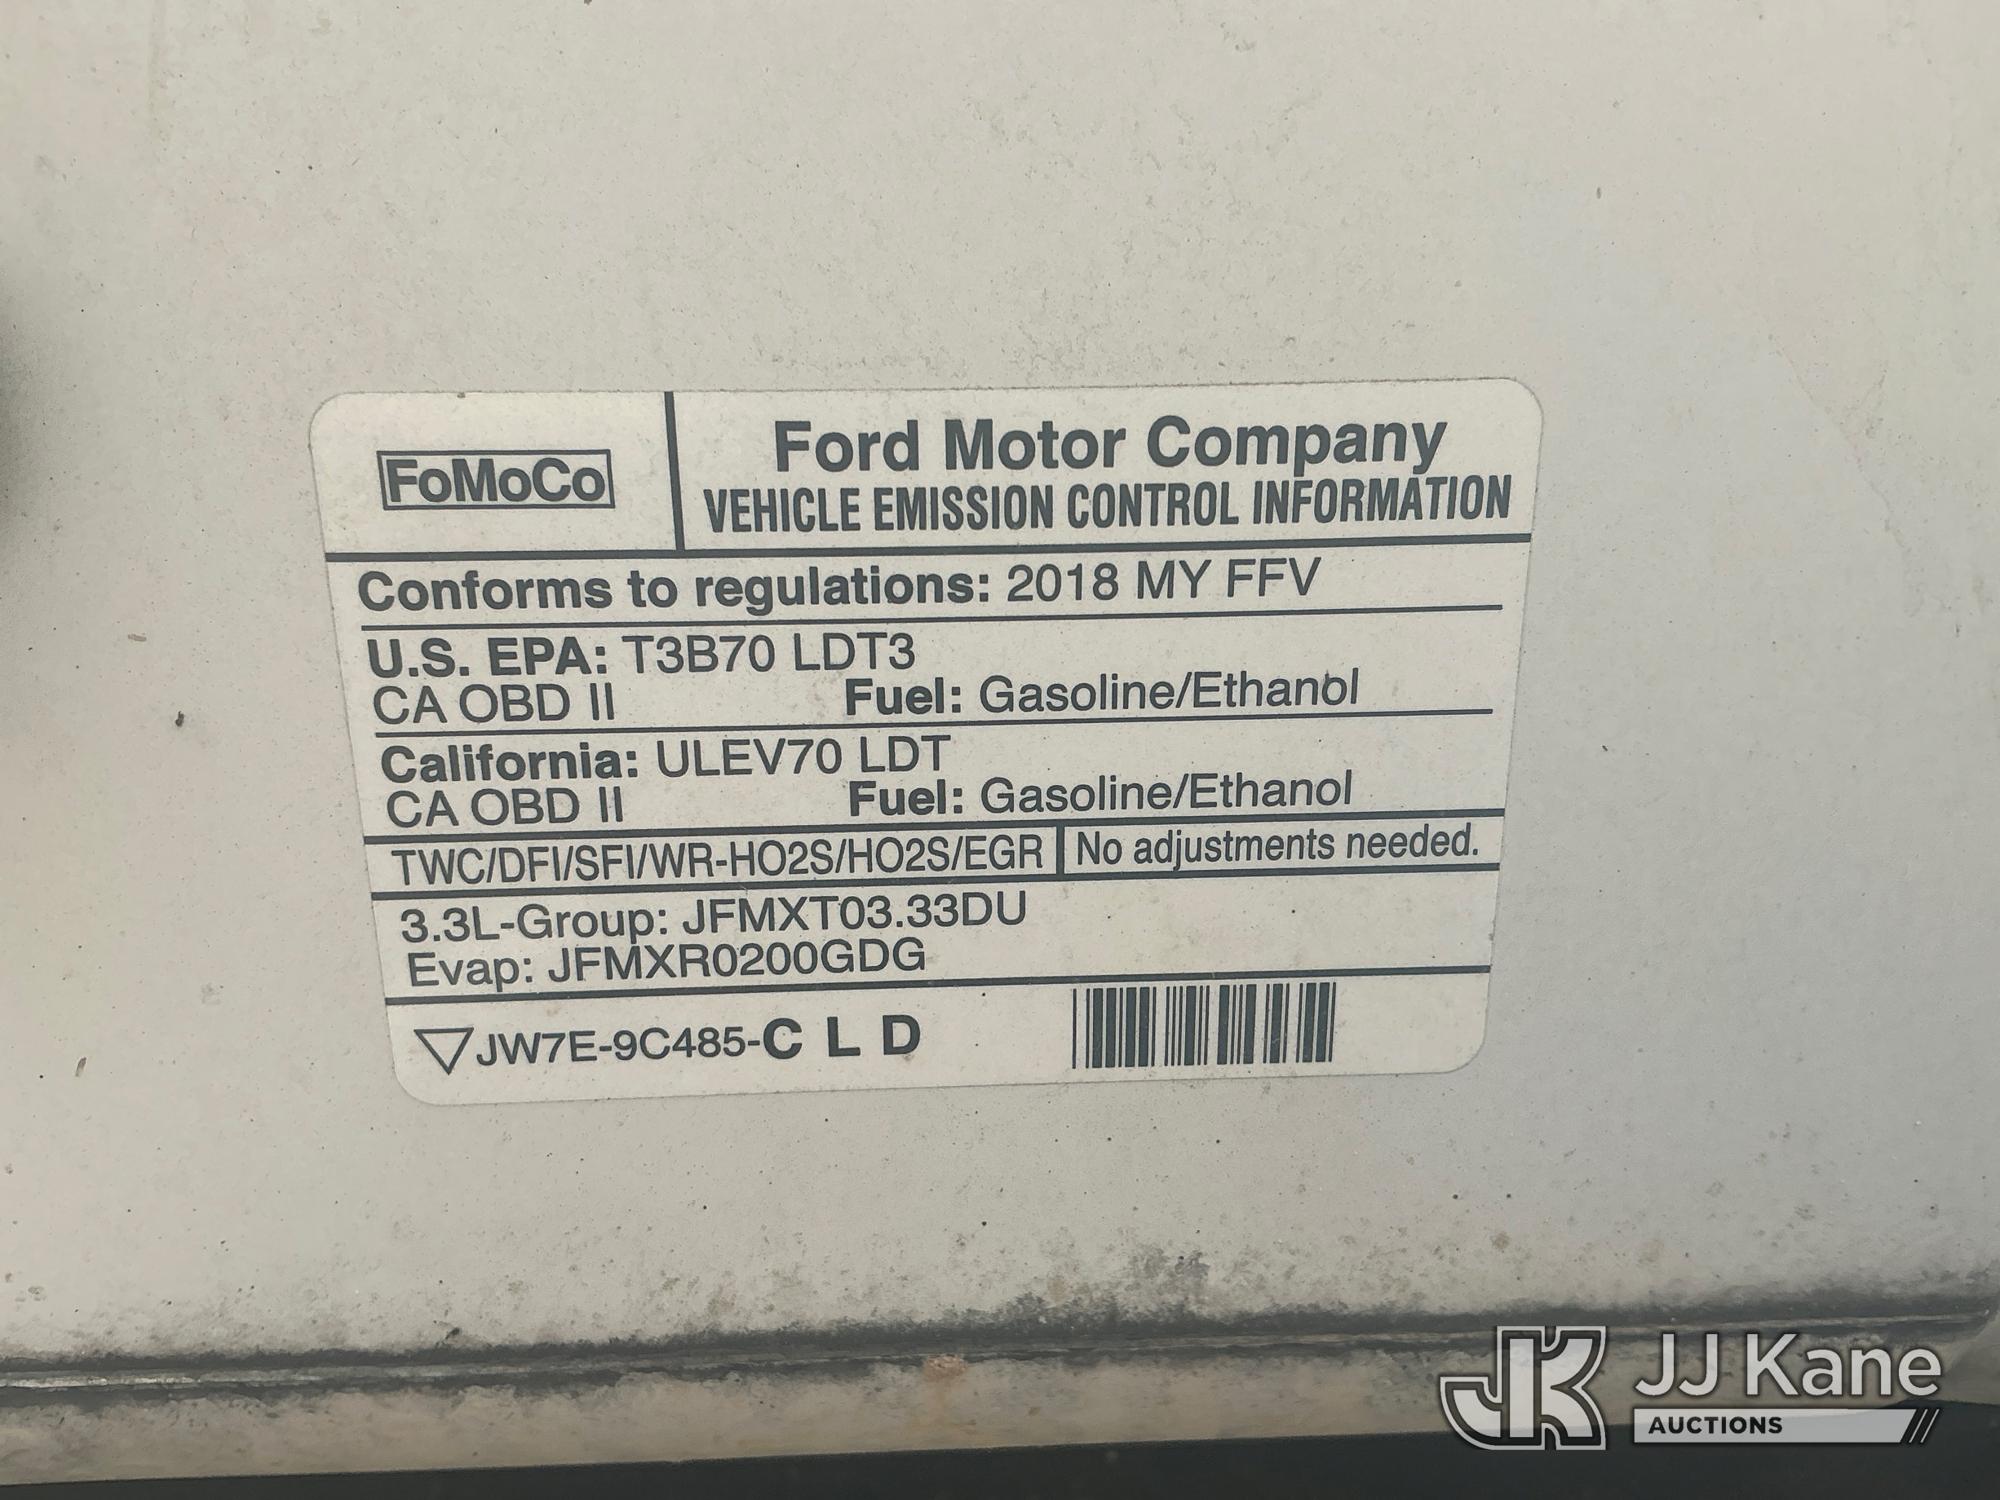 FoMoCo
Ford Motor Company
VEHICLE EMISSION CONTROL INFORMATION
Conforms to regulations: 2018 MY FFV
U.S. EPA: T3B70 LDT3
CA OBD II Fuel: Gasoline/Ethanol
California: ULEV70 LDT
CA OBD II Fuel: Gasoline/Ethanol
TWC/DFI/SFI/WR-HO2S/HO2S/EGR No adjustments needed.
3.3L-Group: JFMXT03.33DU
Evap: JFMXR0200GDG
JW7E-9C485-C L D
JK JJ Kane
AUCTIONS